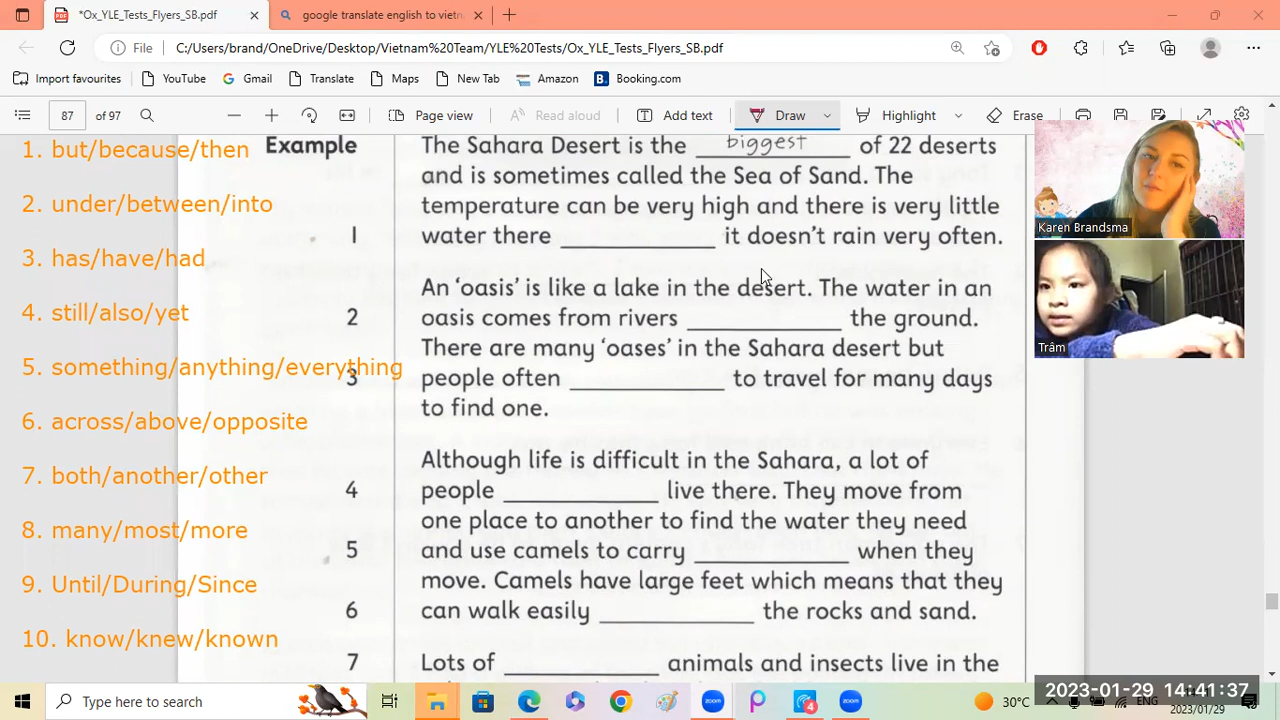 *Ox_YLE_Tests_Flyers_SB.pdf
google translate english to vietn
File C:/Users/brand/OneDrive/Desktop/Vietnam%20Team/YLE%20Tests/Ox_YLE_Tests_Flyers_SB.pdf
Import favourites YouTube Gmail Translate Maps New Tab Amazon Booking.com
87 of 97 Page view Read aloud Add text Draw Highlight Erase
1. but/because/then
2. under/between/into
3. has/have/had
4. still/also/yet
5. something/anything/everything
6. across/above/opposite
7. both/another/other
8. many/most/more
9. Until/During/Since
10. know/knew/known
Example The Sahara Desert is the biggest of 22 deserts
and is sometimes called the Sea of Sand. The
temperature can be very high and there is very little
1 water there it doesn't rain very often.
An 'oasis' is like a lake in the desert. The water in an
2 oasis comes from rivers the ground.
There are many 'oases' in the Sahara desert but
3 people often to travel for many days
to find one.
Although life is difficult in the Sahara, a lot of
4 people live there. They move from
one place to another to find the water they need
5 and use camels to carry when they
move. Camels have large feet which means that they
6 can walk easily the rocks and sand.
7 Lots of animals and insects live in the
Karen Brandsma
Trâm
Type here to search
30°C
ENG
2023-01-29 14:41:37
2023/01/29